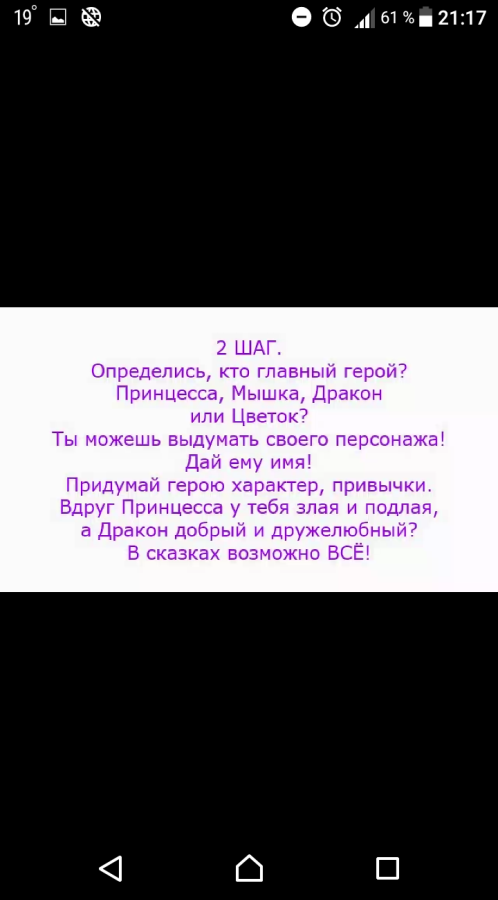 19° 61 % 21:17
2 ШАГ.
Определись, кто главный герой?
Принцесса, Мышка, Дракон
или Цветок?
Ты можешь выдумать своего персонажа!
Дай ему имя!
Придумай герою характер, привычки.
Вдруг Принцесса у тебя злая и подлая,
а Дракон добрый и дружелюбный?
В сказках возможно ВСЁ!